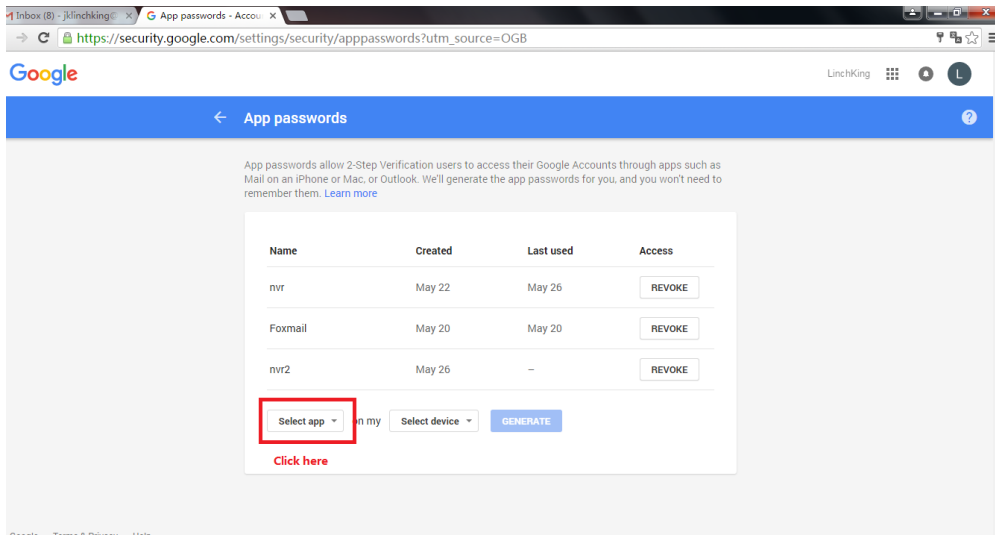 Inbox (8) - jklinchking@
App passwords - Accou
https://security.google.com/settings/security/apppasswords?utm_source=OGB
Google
LinchKing
L
App passwords
App passwords allow 2-Step Verification users to access their Google Accounts through apps such as
Mail on an iPhone or Mac, or Outlook. We'll generate the app passwords for you, and you won't need to
remember them. Learn more
Name Created Last used Access
nvr May 22 May 26 REVOKE
Foxmail May 20 May 20 REVOKE
nvr2 May 26 – REVOKE
Select app on my Select device GENERATE
Click here
Google Terms & Privacy Help